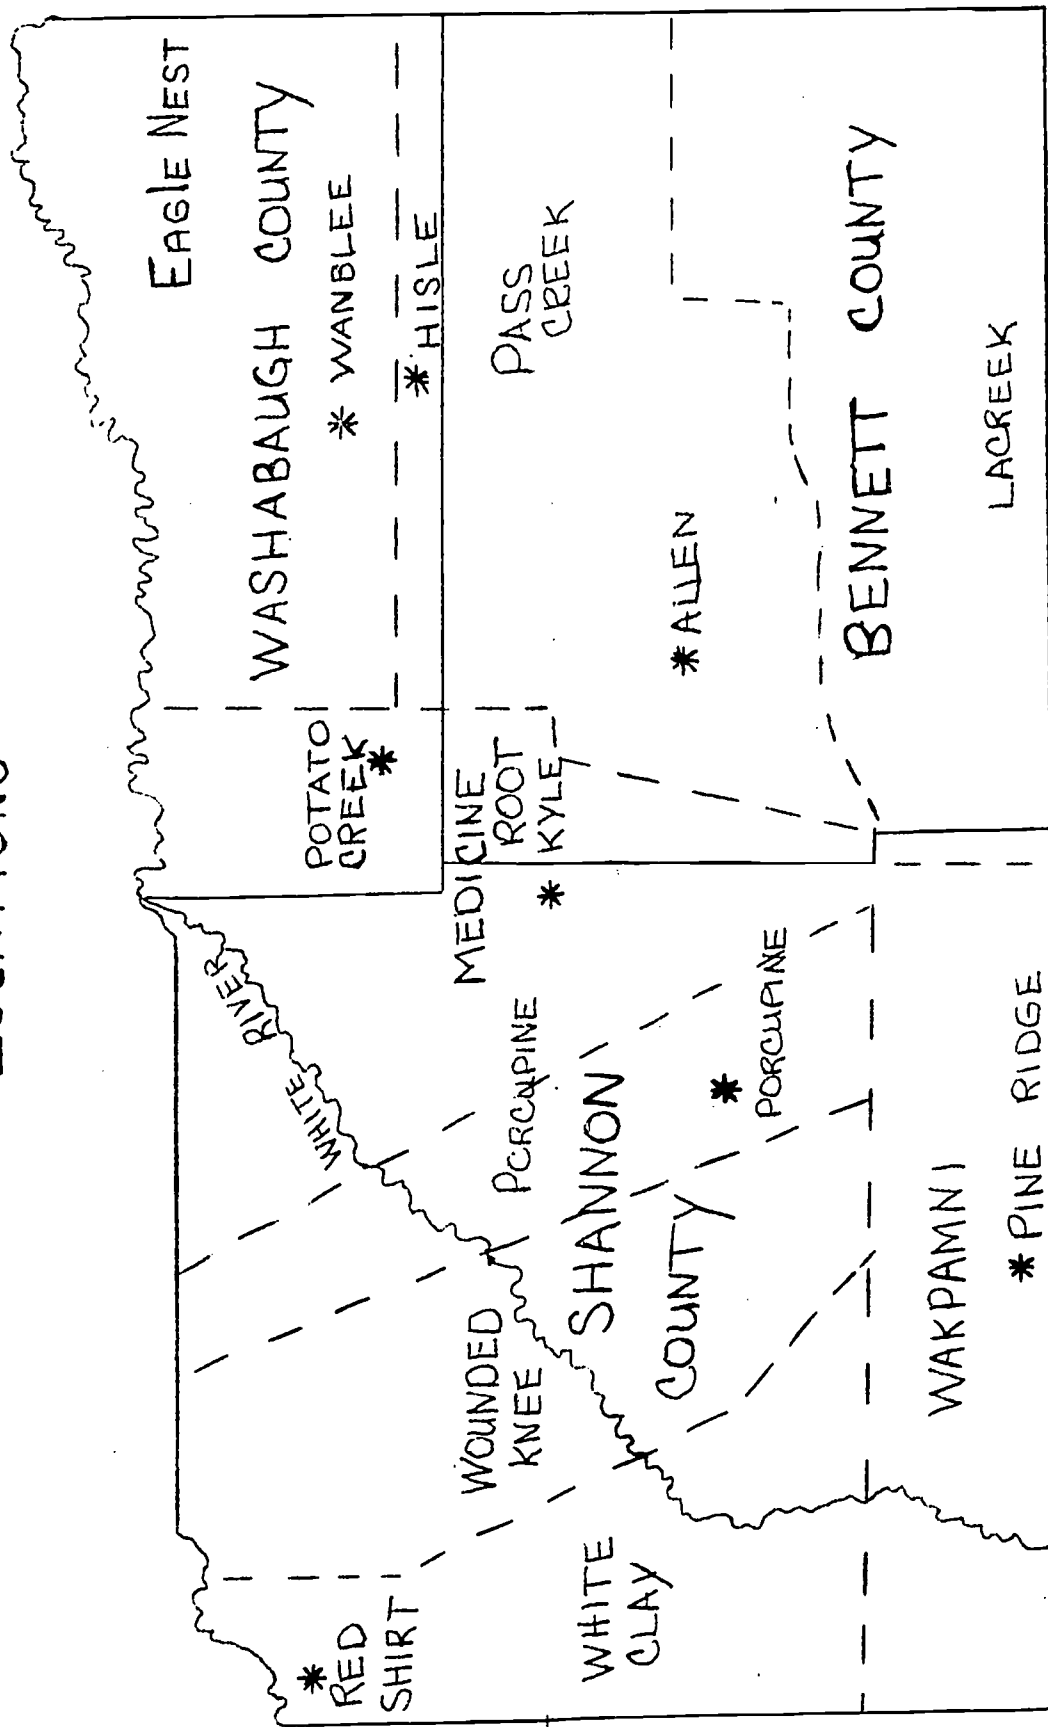 EAGLE NEST
WASHABAUGH COUNTY
* WANBLEE
* HISLE
POTATO
CREEK
*
PASS
CREEK
MEDICINE
ROOT
* KYLE
* ALLEN
BENNETT COUNTY
LACREEK
WHITE RIVER
PORCUPINE
SHANNON
COUNTY
* PORCUPINE
WOUNDED
KNEE
* RED
SHIRT
WHITE
CLAY
WAKPAMNI
* PINE RIDGE